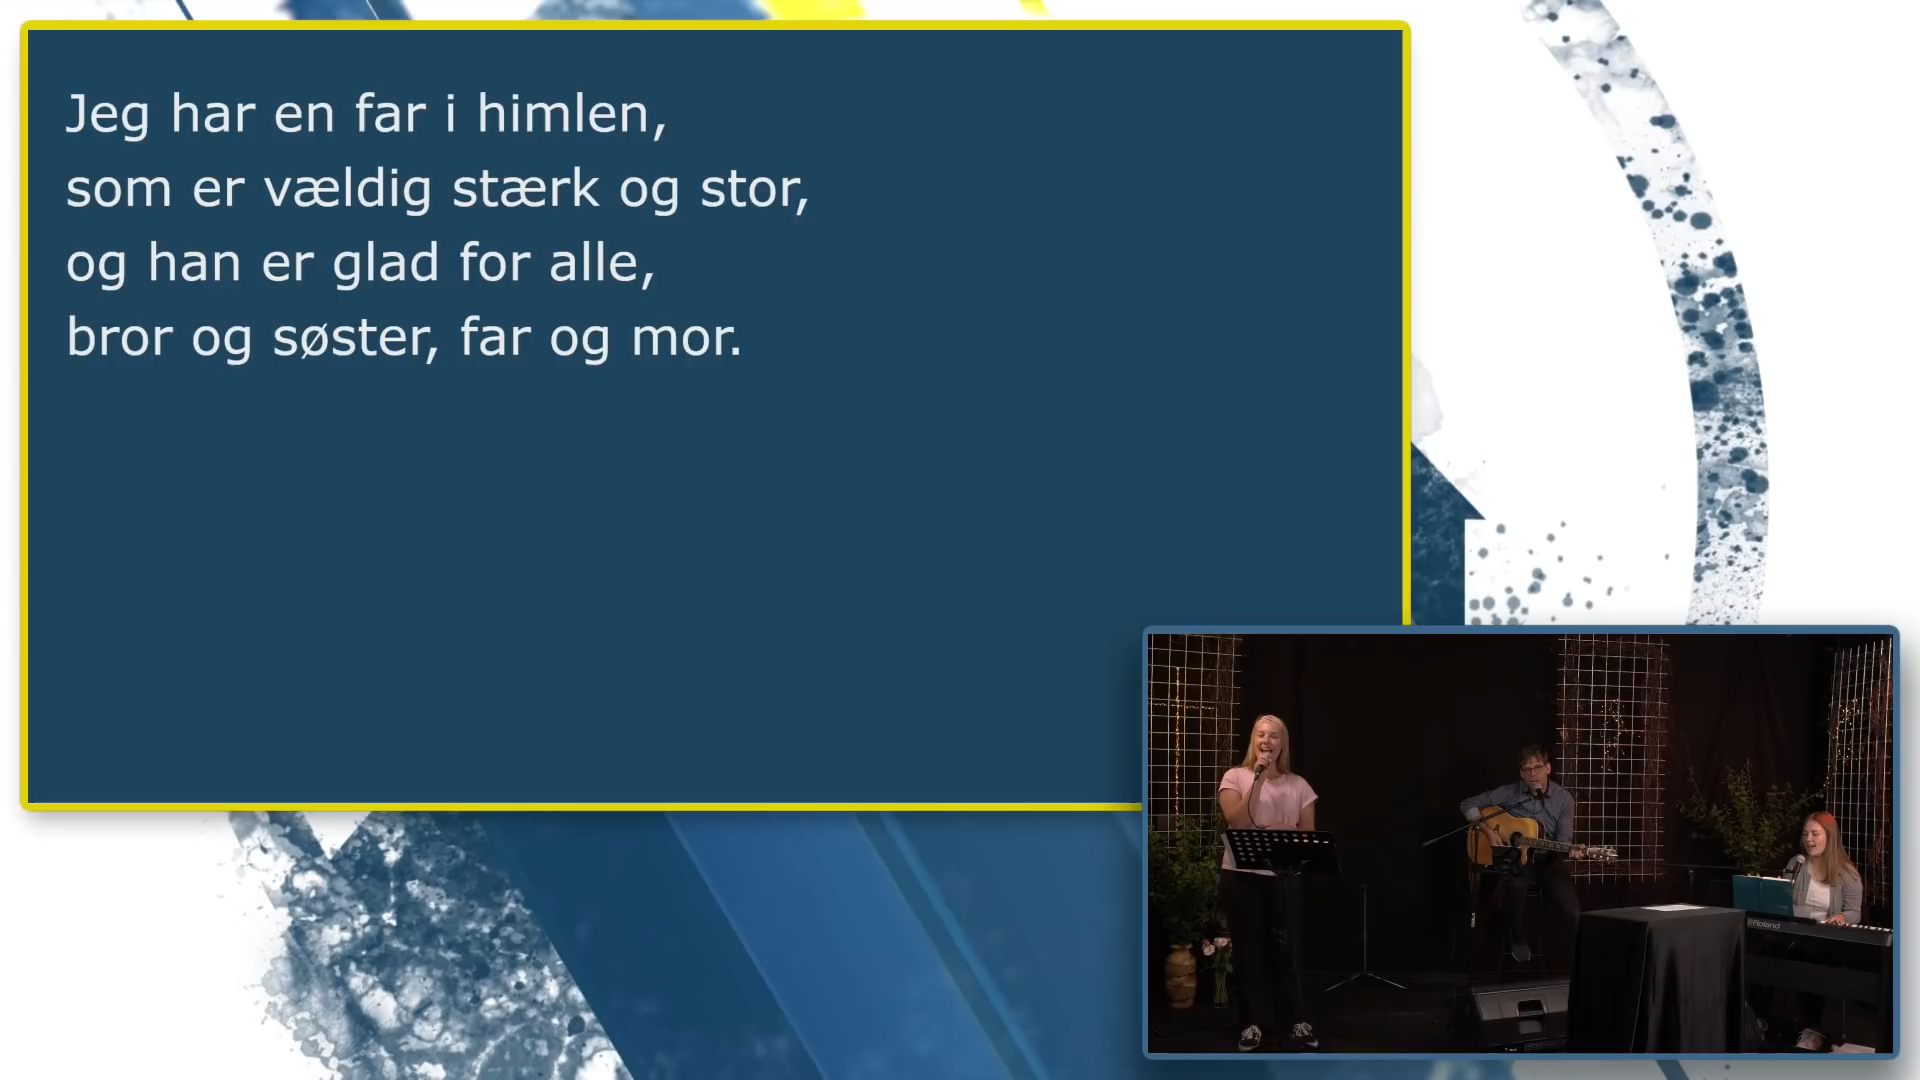 Jeg har en far i himlen,
som er vældig stærk og stor,
og han er glad for alle,
bror og søster, far og mor.
Roland